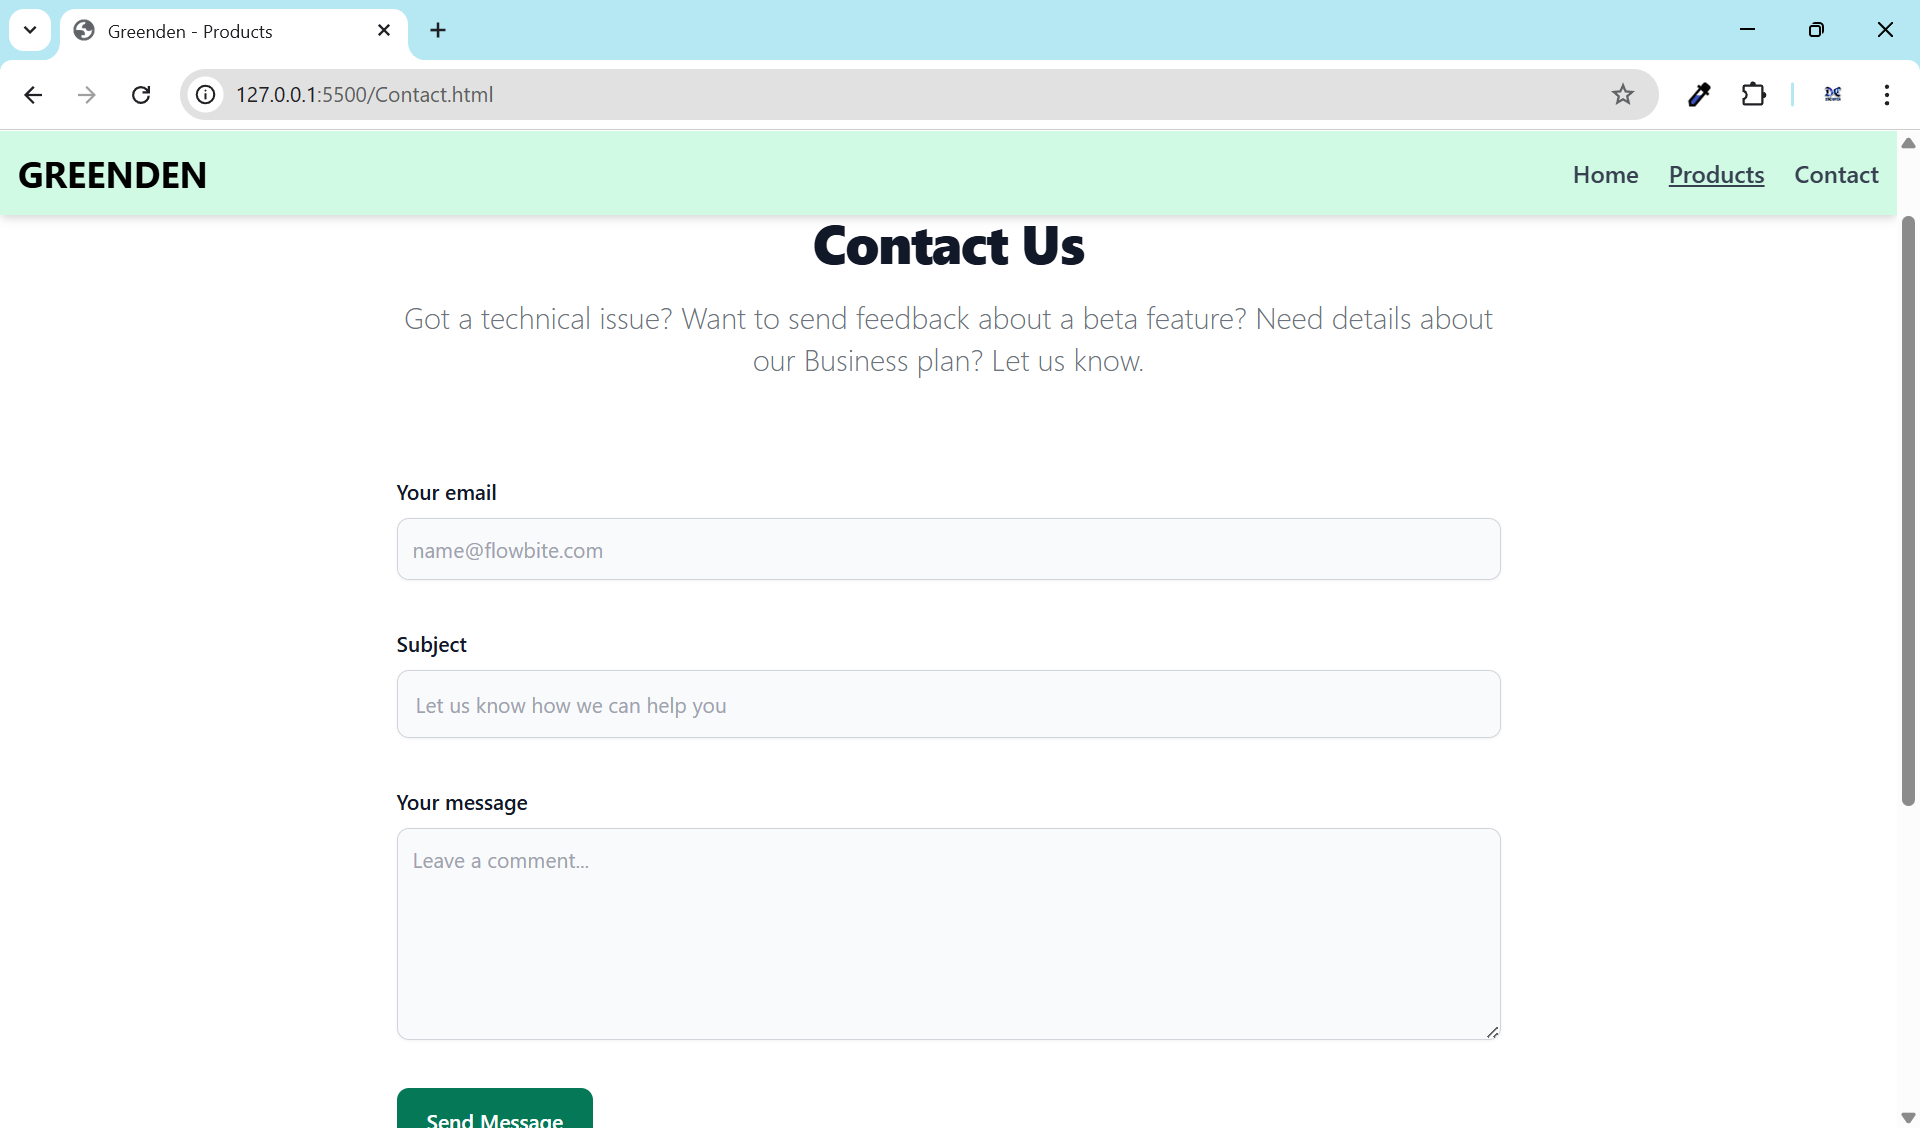 Greenden - Products
127.0.0.1:5500/Contact.html
GREENDEN
Home Products Contact
Contact Us
Got a technical issue? Want to send feedback about a beta feature? Need details about
our Business plan? Let us know.
Your email
name@flowbite.com
Subject
Let us know how we can help you
Your message
Leave a comment...
Send Message